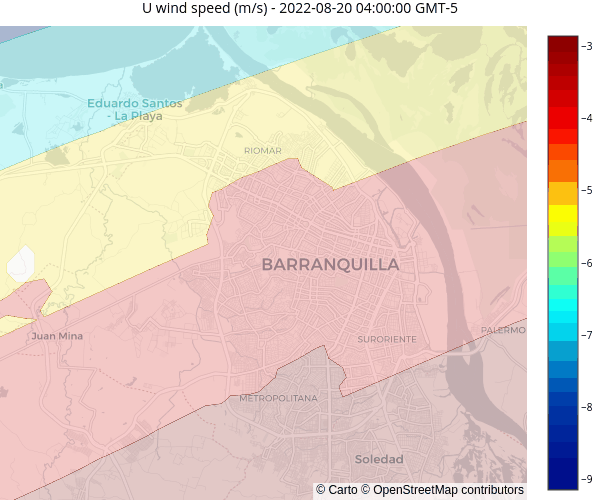 U wind speed (m/s) - 2022-08-20 04:00:00 GMT-5
Eduardo Santos
- La Playa
RIOMAR
BARRANQUILLA
Juan Mina
SURORIENTE
PALERMO
METROPOLITANA
Soledad
© Carto © OpenStreetMap contributors
−3
−4
−5
−6
−7
−8
−9